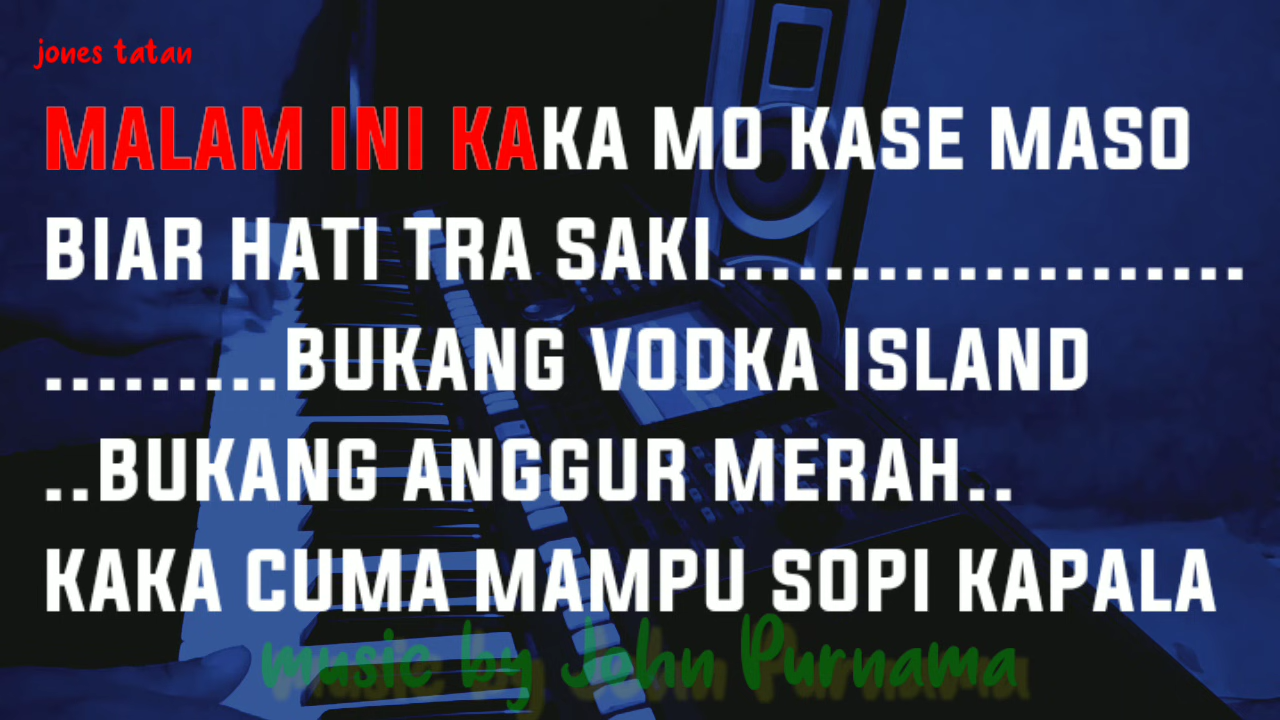 jones tatan
MALAM INI KAKA MO KASE MASO
BIAR HATI TRA SAKI....................
.........BUKANG VODKA ISLAND
..BUKANG ANGGUR MERAH..
KAKA CUMA MAMPU SOPI KAPALA
music by John Purnama